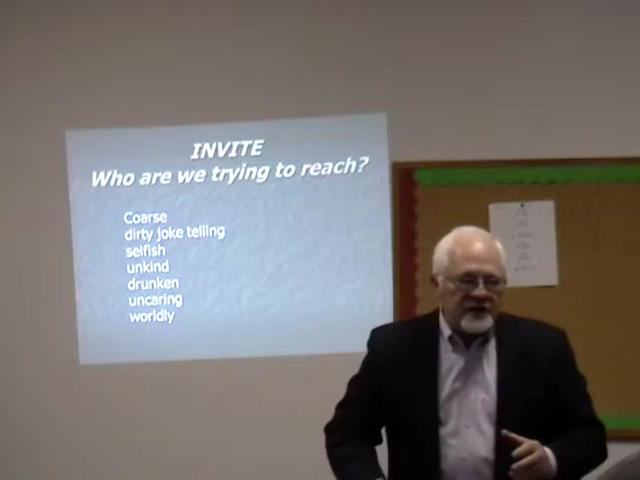 INVITE
Who are we trying to reach?
Coarse
dirty joke telling
selfish
unkind
drunken
uncaring
worldly